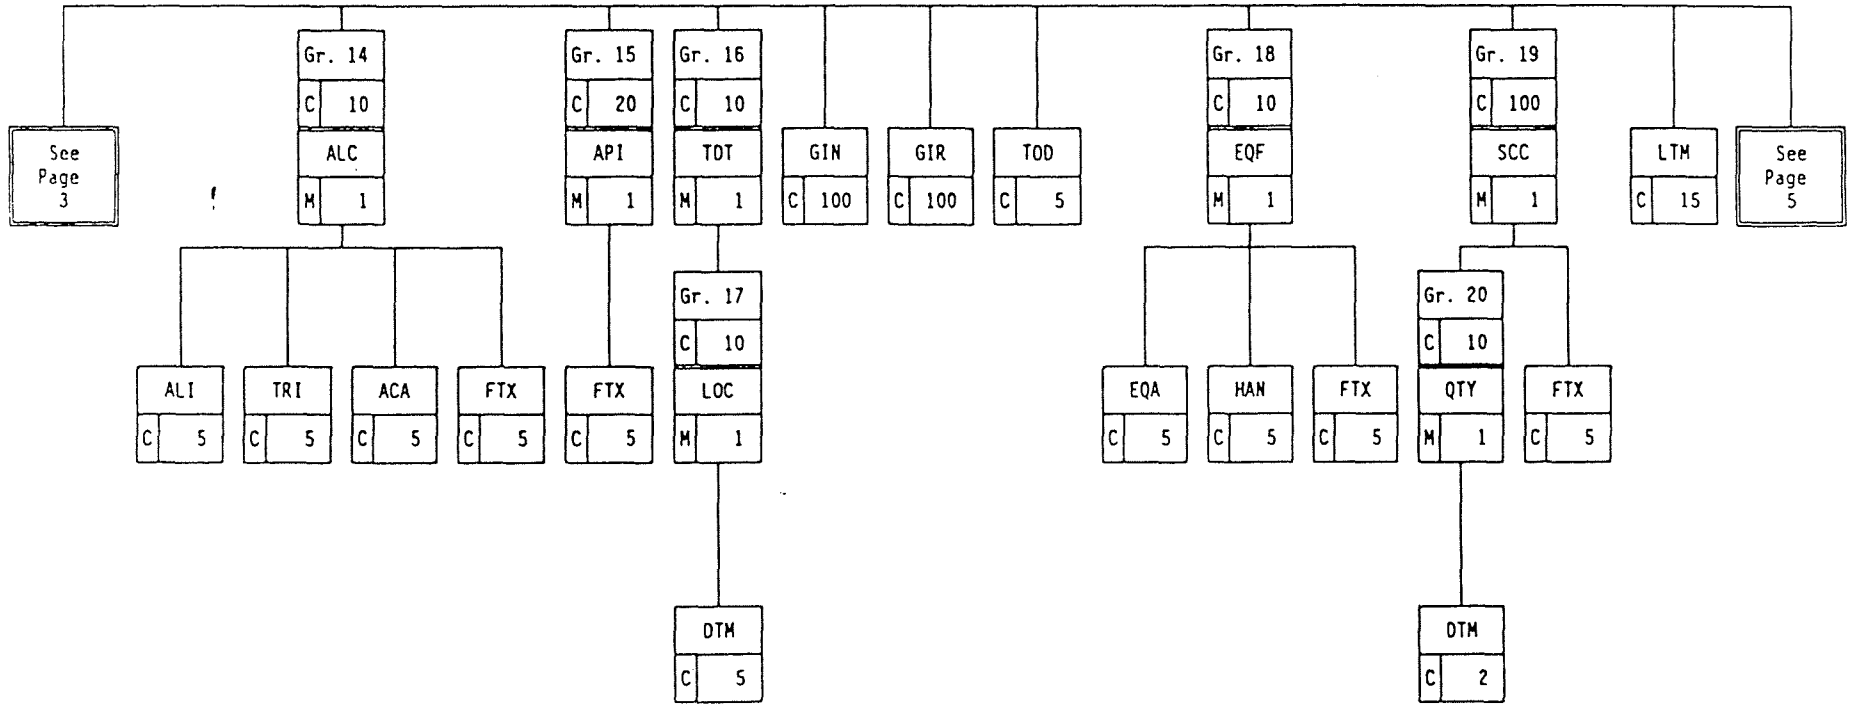 Gr. 14 Gr. 15 Gr. 16 Gr. 18 Gr. 19
C 10 C 20 C 10 C 10 C 100
See Page 3 ALC API TDT GIN GIR TOD EQF SCC LTM See Page 5
M 1 M 1 M 1 C 100 C 100 C 5 M 1 M 1 C 15
Gr. 17 Gr. 20
C 10 C 10
ALI TRI ACA FTX FTX LOC EQA HAN FTX QTY FTX
C 5 C 5 C 5 C 5 C 5 M 1 C 5 C 5 C 5 M 1 C 5
DTM DTM
C 5 C 2